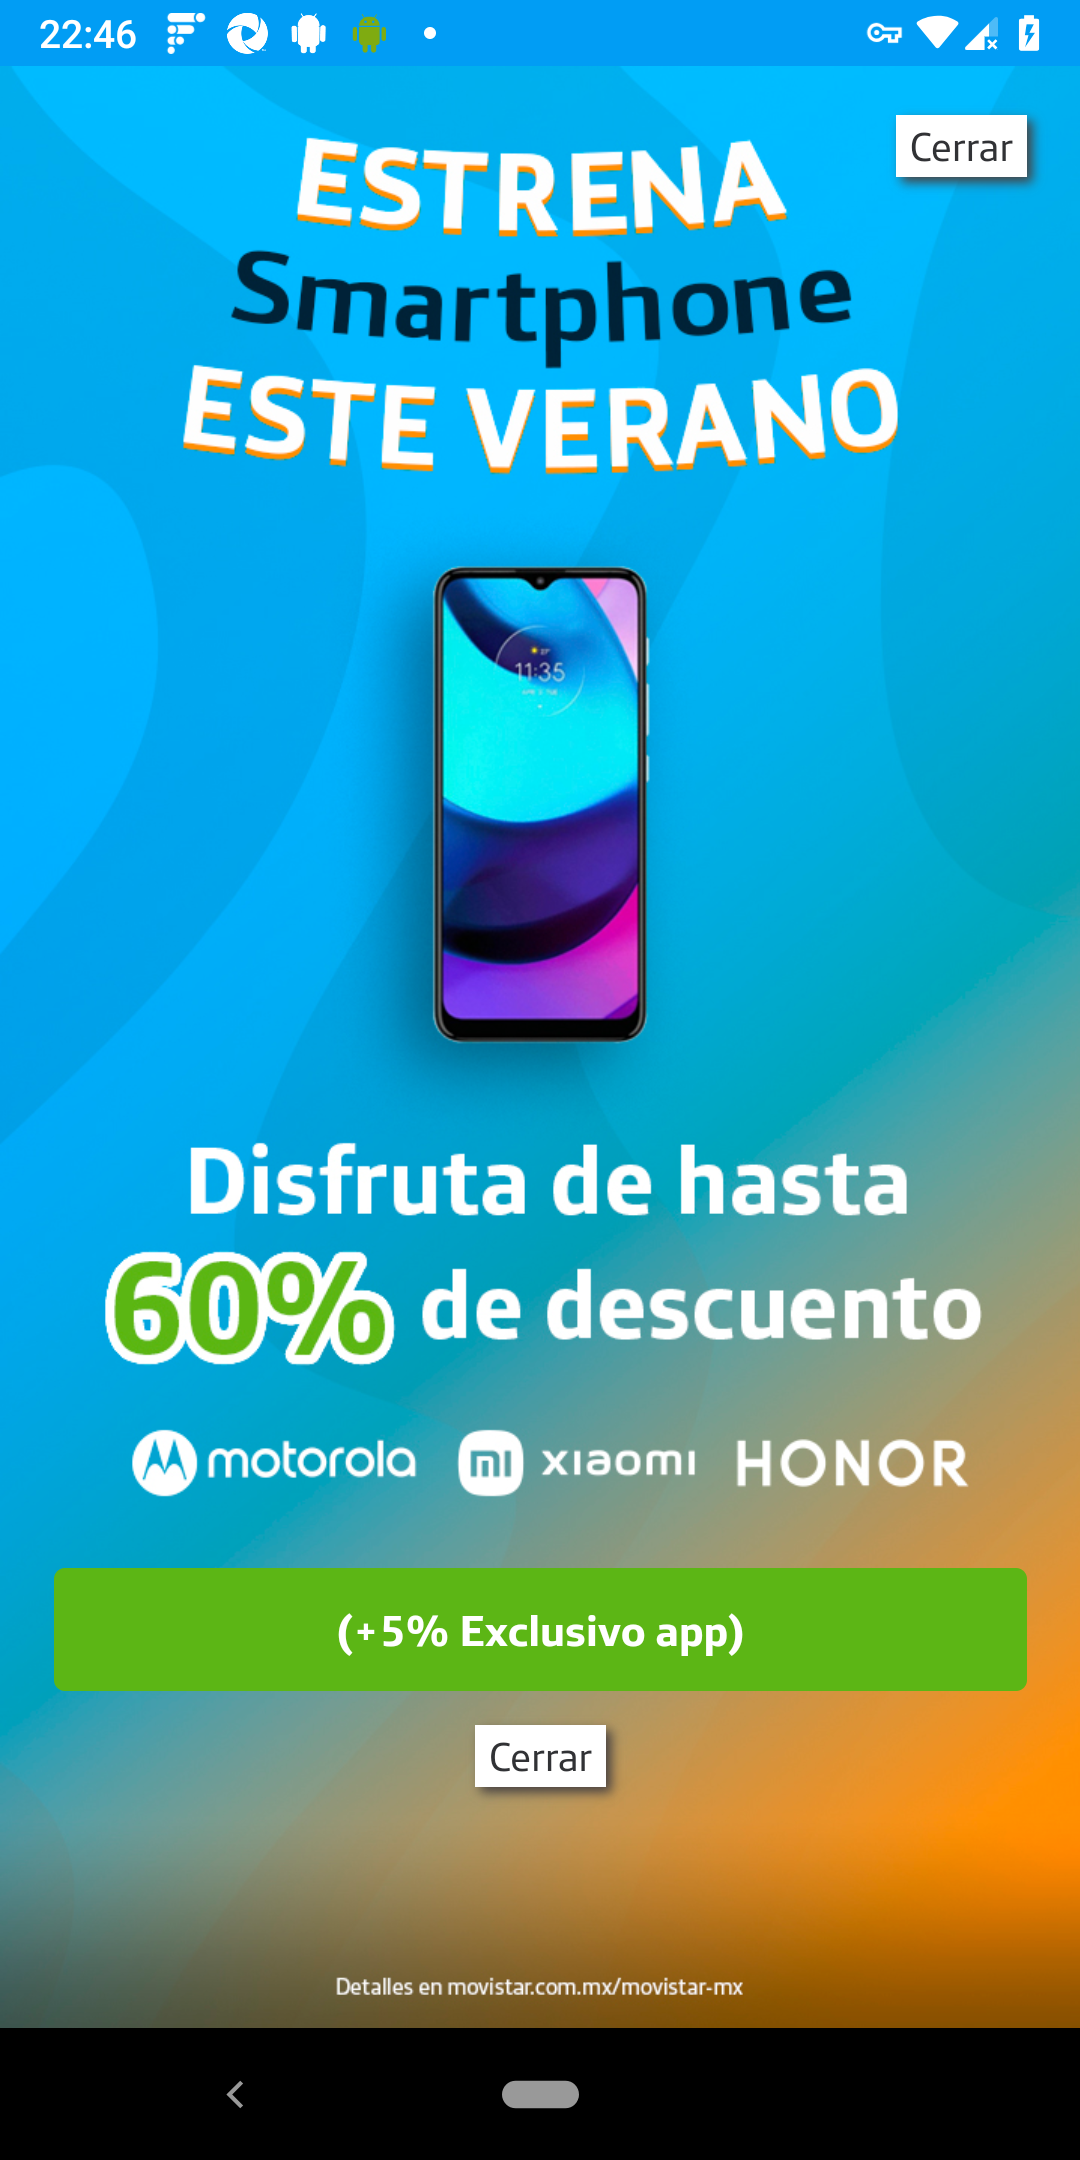 22:46
Cerrar
ESTRENA
Smartphone
ESTE VERANO
11:35
Disfruta de hasta
60% de descuento
motorola mi xiaomi HONOR
(+5% Exclusivo app)
Cerrar
Detalles en movistar.com.mx/movistar-mx